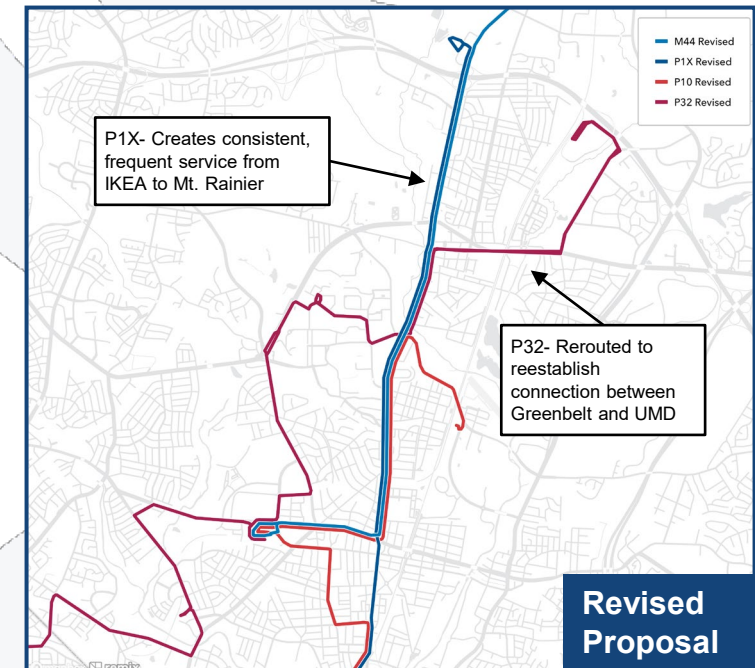 M44 Revised
P1X Revised
P10 Revised
P32 Revised
P1X- Creates consistent,
frequent service from
IKEA to Mt. Rainier
P32- Rerouted to
reestablish
connection between
Greenbelt and UMD
Revised
Proposal